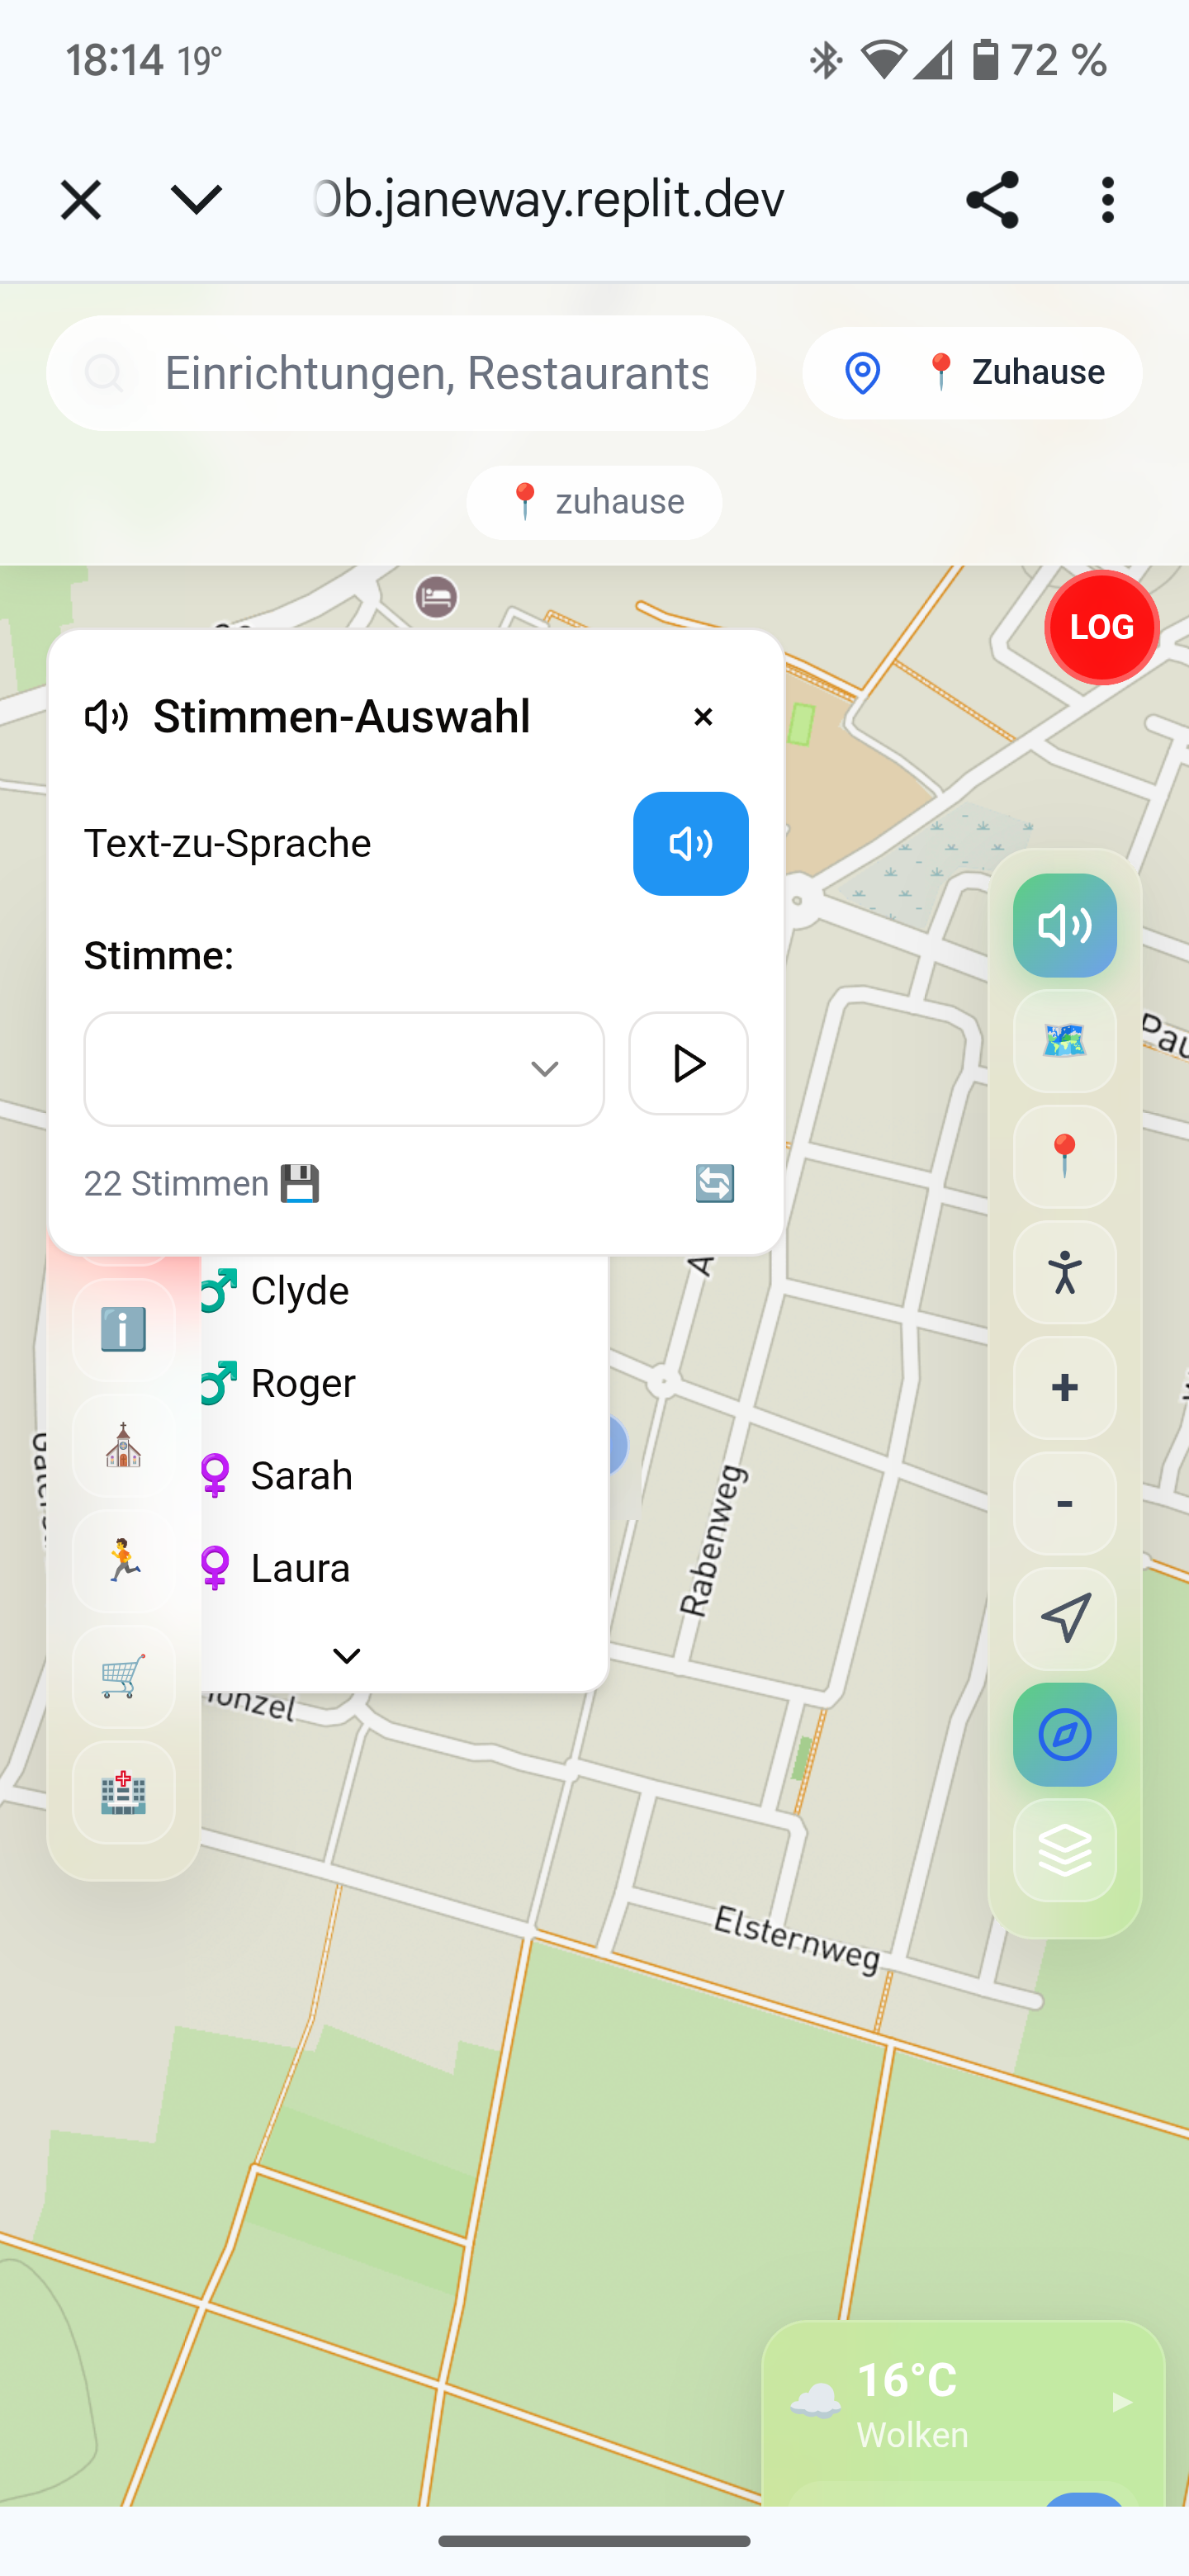 18:14 19° 72 %
0b.janeway.replit.dev
Einrichtungen, Restaurants
📍 Zuhause
📍 zuhause
LOG
Stimmen-Auswahl ×
Text-zu-Sprache
Stimme:
22 Stimmen 💾 🔄
Clyde
Roger
Sarah
Laura
+
-
Rabenweg
Elsternweg
16°C
Wolken